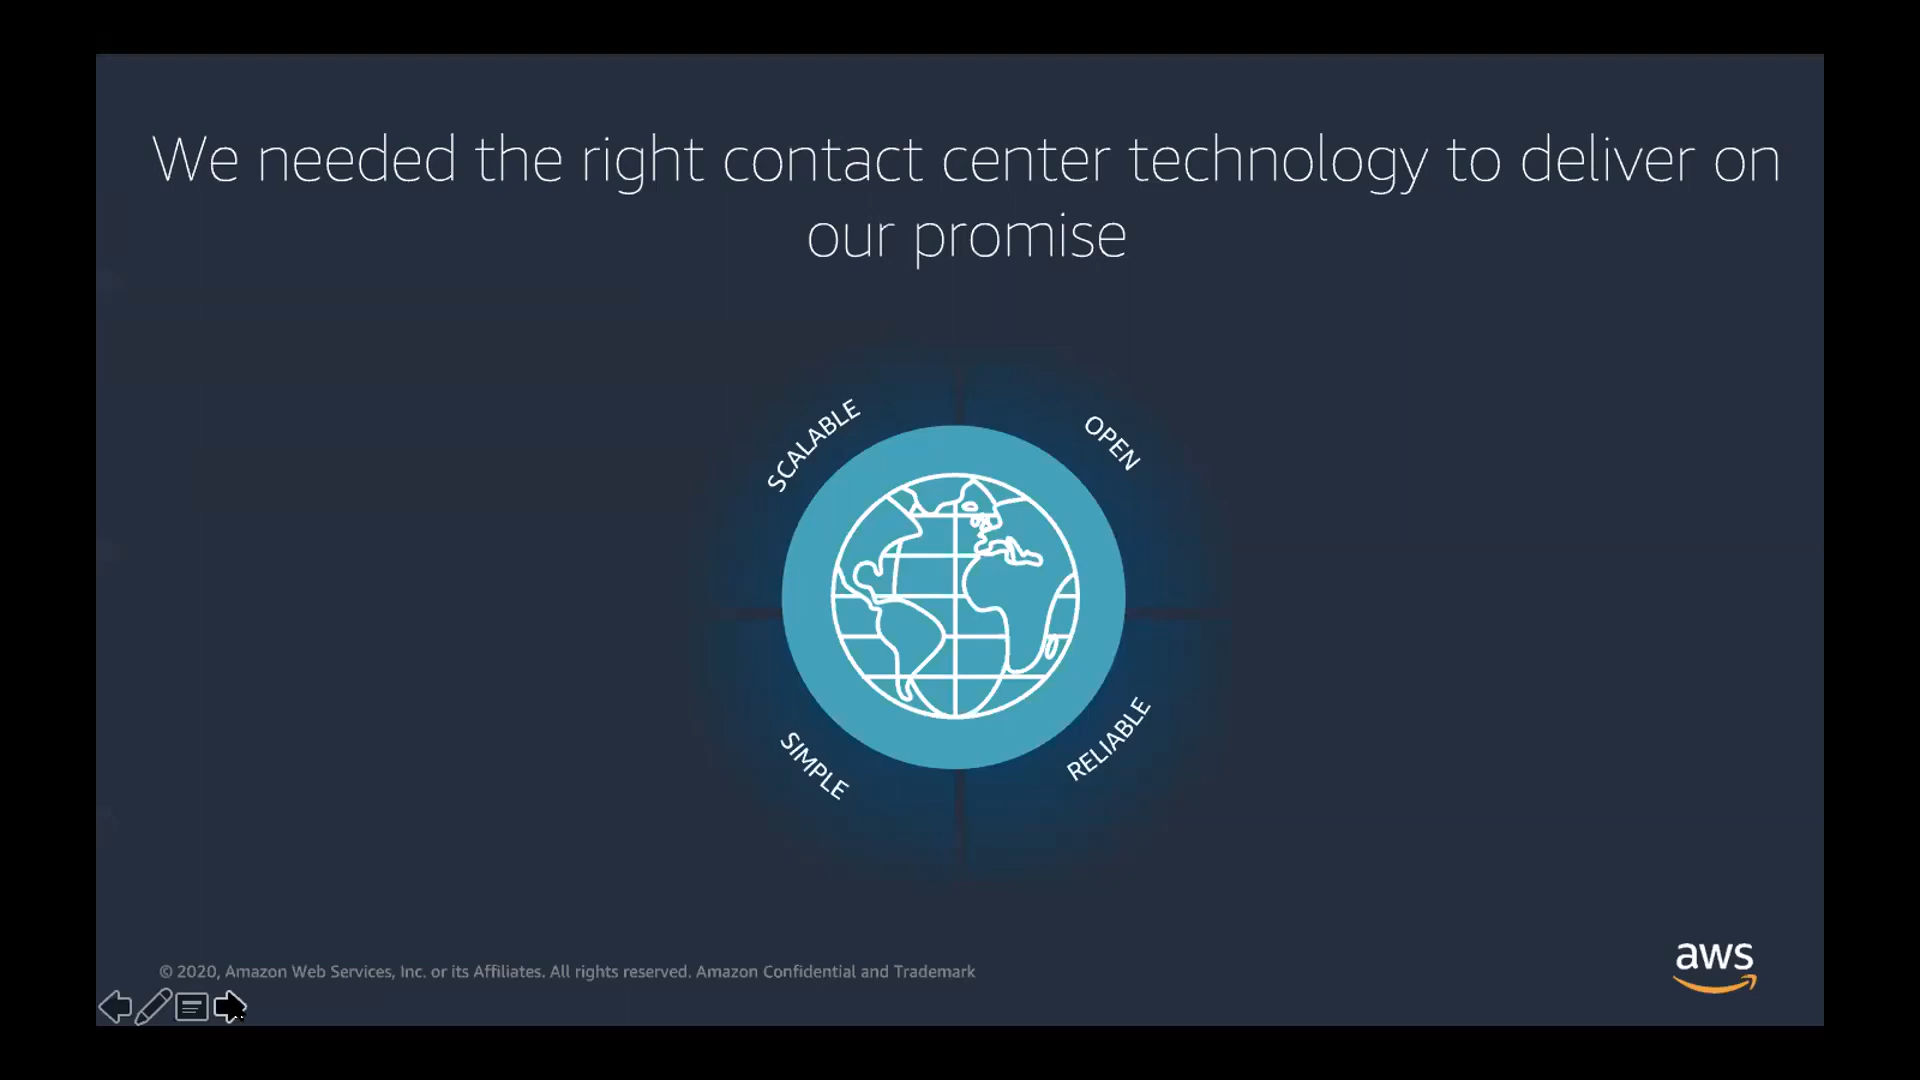 We needed the right contact center technology to deliver on
our promise
SCALABLE
OPEN
SIMPLE
RELIABLE
© 2020, Amazon Web Services, Inc. or its Affiliates. All rights reserved. Amazon Confidential and Trademark
aws